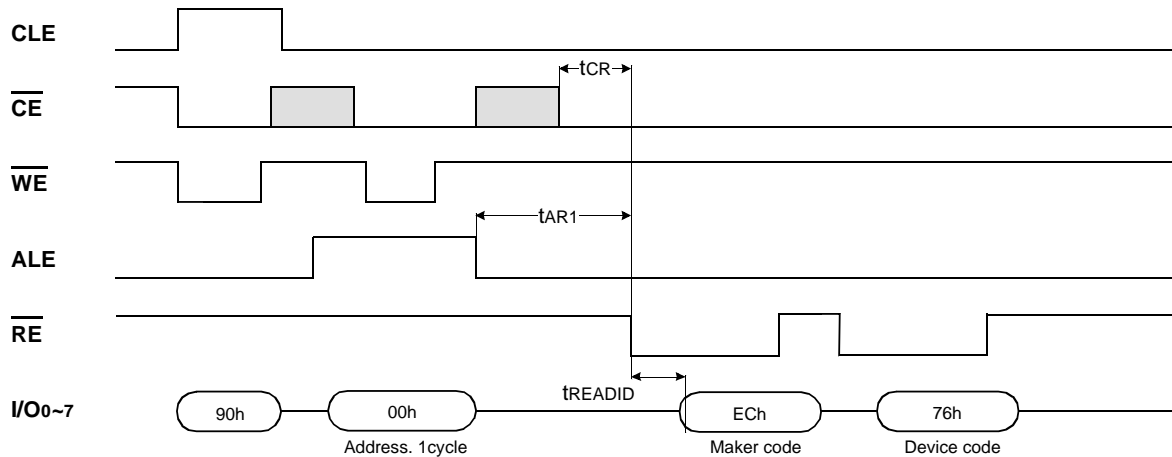 CLE
tCR
CE
WE
tAR1
ALE
RE
tREADID
I/O0~7
90h
00h
ECh
76h
Address. 1cycle
Maker code
Device code